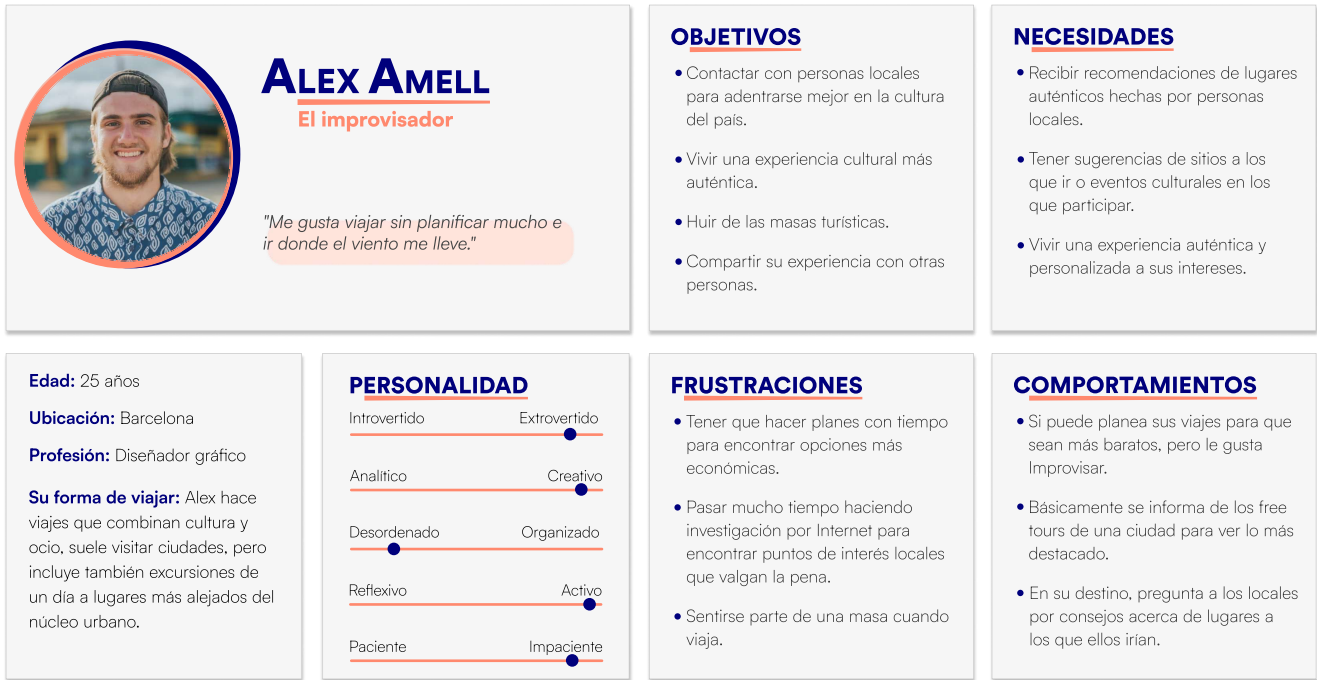 ALEX AMELL
El improvisador
"Me gusta viajar sin planificar mucho e
ir donde el viento me lleve."
OBJETIVOS
• Contactar con personas locales
para adentrarse mejor en la cultura
del país.
• Vivir una experiencia cultural más
auténtica.
• Huir de las masas turísticas.
• Compartir su experiencia con otras
personas.
NECESIDADES
• Recibir recomendaciones de lugares
auténticos hechas por personas
locales.
• Tener sugerencias de sitios a los
que ir o eventos culturales en los
que participar.
• Vivir una experiencia auténtica y
personalizada a sus intereses.
Edad: 25 años
Ubicación: Barcelona
Profesión: Diseñador gráfico
Su forma de viajar: Alex hace
viajes que combinan cultura y
ocio, suele visitar ciudades, pero
incluye también excursiones de
un día a lugares más alejados del
núcleo urbano.
PERSONALIDAD
Introvertido Extrovertido
Analítico Creativo
Desordenado Organizado
Reflexivo Activo
Paciente Impaciente
FRUSTRACIONES
• Tener que hacer planes con tiempo
para encontrar opciones más
económicas.
• Pasar mucho tiempo haciendo
investigación por Internet para
encontrar puntos de interés locales
que valgan la pena.
• Sentirse parte de una masa cuando
viaja.
COMPORTAMIENTOS
• Si puede planea sus viajes para que
sean más baratos, pero le gusta
Improvisar.
• Básicamente se informa de los free
tours de una ciudad para ver lo más
destacado.
• En su destino, pregunta a los locales
por consejos acerca de lugares a
los que ellos irían.